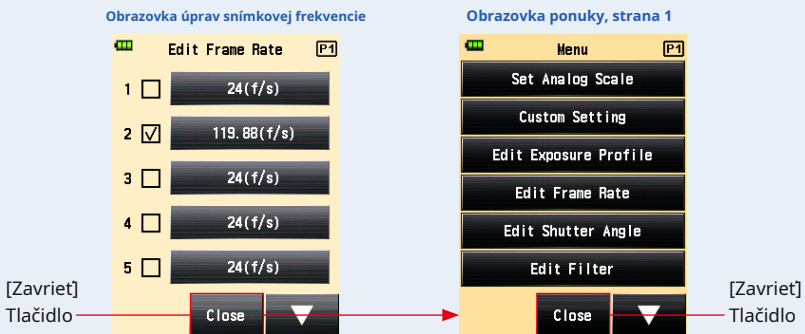 Obrazovka úprav snímkovej frekvencie
Edit Frame Rate P1
1 24(f/s)
2 119.88(f/s)
3 24(f/s)
4 24(f/s)
5 24(f/s)
Close
[Zavrieť]
Tlačidlo
Obrazovka ponuky, strana 1
Menu P1
Set Analog Scale
Custom Setting
Edit Exposure Profile
Edit Frame Rate
Edit Shutter Angle
Edit Filter
Close
[Zavrieť]
Tlačidlo